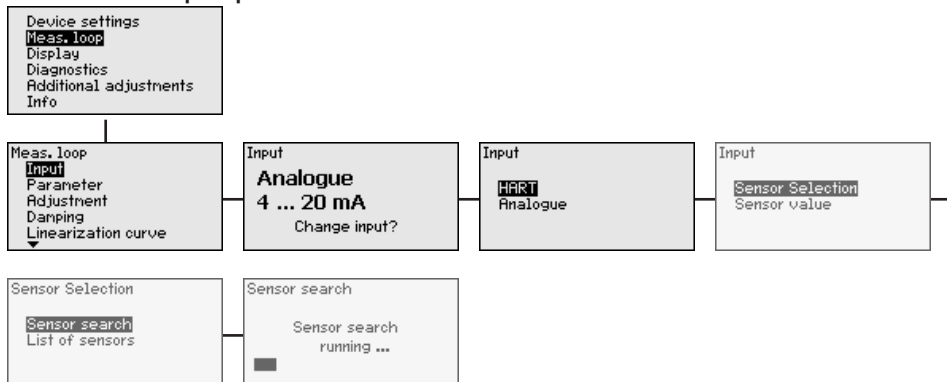 Device settings
Meas. loop
Display
Diagnostics
Additional adjustments
Info
Meas. loop
Input
Parameter
Adjustment
Damping
Linearization curve
Input
Analogue
4 ... 20 mA
Change input?
Input
HART
Analogue
Input
Sensor Selection
Sensor value
Sensor Selection
Sensor search
List of sensors
Sensor search
Sensor search
running ...